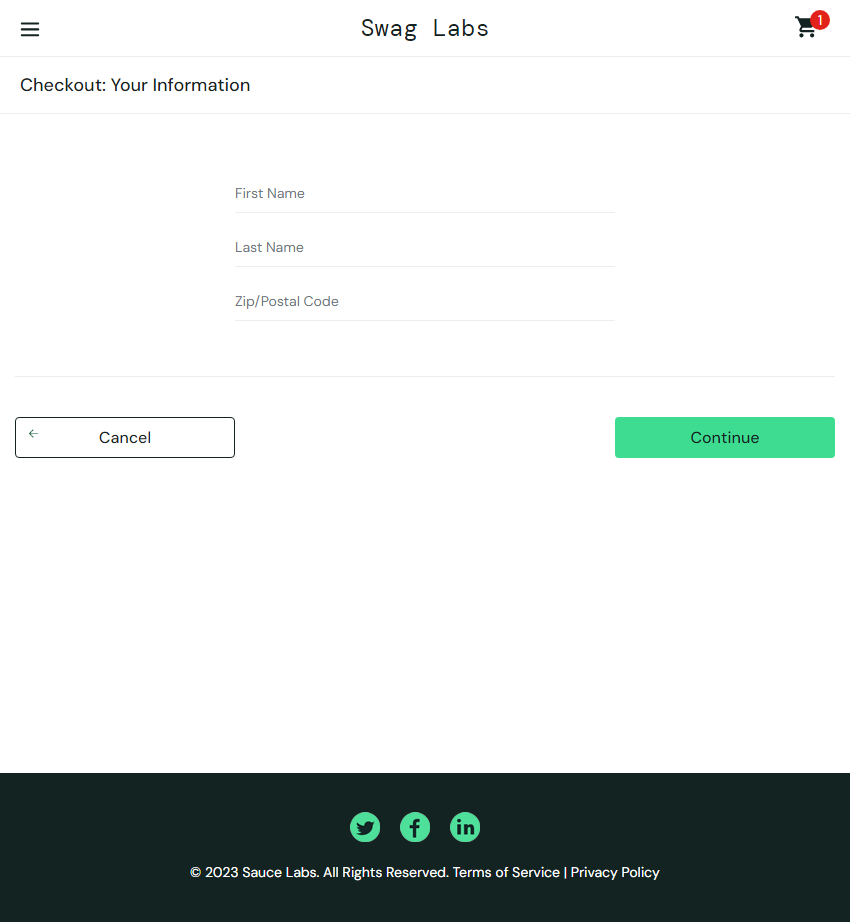 Swag Labs
1
Checkout: Your Information
First Name
Last Name
Zip/Postal Code
Cancel
Continue
© 2023 Sauce Labs. All Rights Reserved. Terms of Service | Privacy Policy